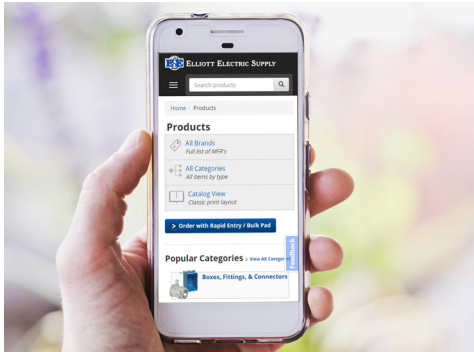 ELLIOTT ELECTRIC SUPPLY
Search products
Home / Products
Products
All Brands
Full list of MFR's
All Categories
All items by type
Catalog View
Classic print layout
> Order with Rapid Entry / Bulk Pad
Feedback
Popular Categories > View All Categor
Boxes, Fittings, & Connectors